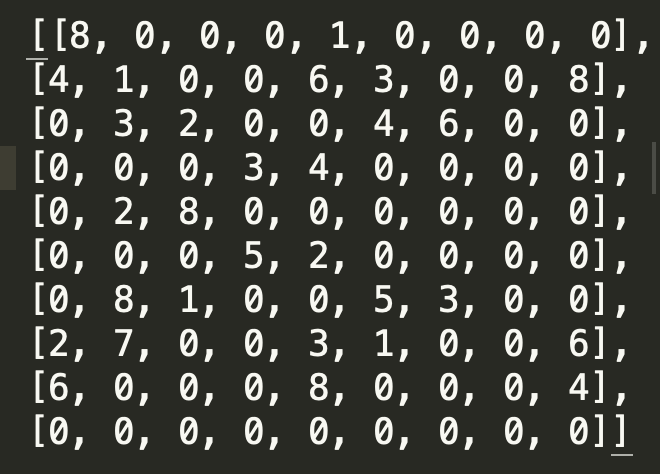 [[8, 0, 0, 0, 1, 0, 0, 0, 0],
[4, 1, 0, 0, 6, 3, 0, 0, 8],
[0, 3, 2, 0, 0, 4, 6, 0, 0],
[0, 0, 0, 3, 4, 0, 0, 0, 0],
[0, 2, 8, 0, 0, 0, 0, 0, 0],
[0, 0, 0, 5, 2, 0, 0, 0, 0],
[0, 8, 1, 0, 0, 5, 3, 0, 0],
[2, 7, 0, 0, 3, 1, 0, 0, 6],
[6, 0, 0, 0, 8, 0, 0, 0, 4],
[0, 0, 0, 0, 0, 0, 0, 0, 0]]